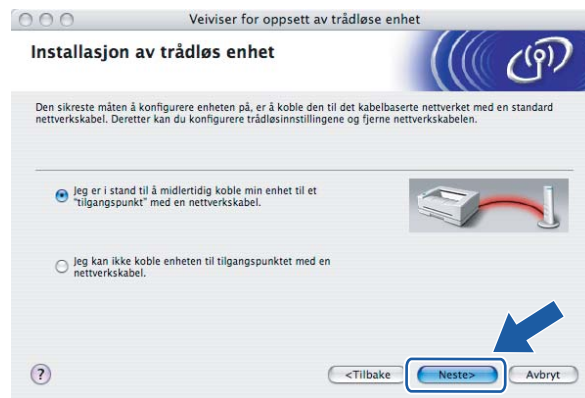 Veiviser for oppsett av trådløse enhet
Installasjon av trådløs enhet
Den sikreste måten å konfigurere enheten på, er å koble den til det kabelbaserte nettverket med en standard
nettverkskabel. Deretter kan du konfigurere trådløsinnstillingene og fjerne nettverkskabelen.
Jeg er i stand til å midlertidig koble min enhet til et
"tilgangspunkt" med en nettverkskabel.
Jeg kan ikke koble enheten til tilgangspunktet med en
nettverkskabel.
?
<Tilbake
Neste>
Avbryt